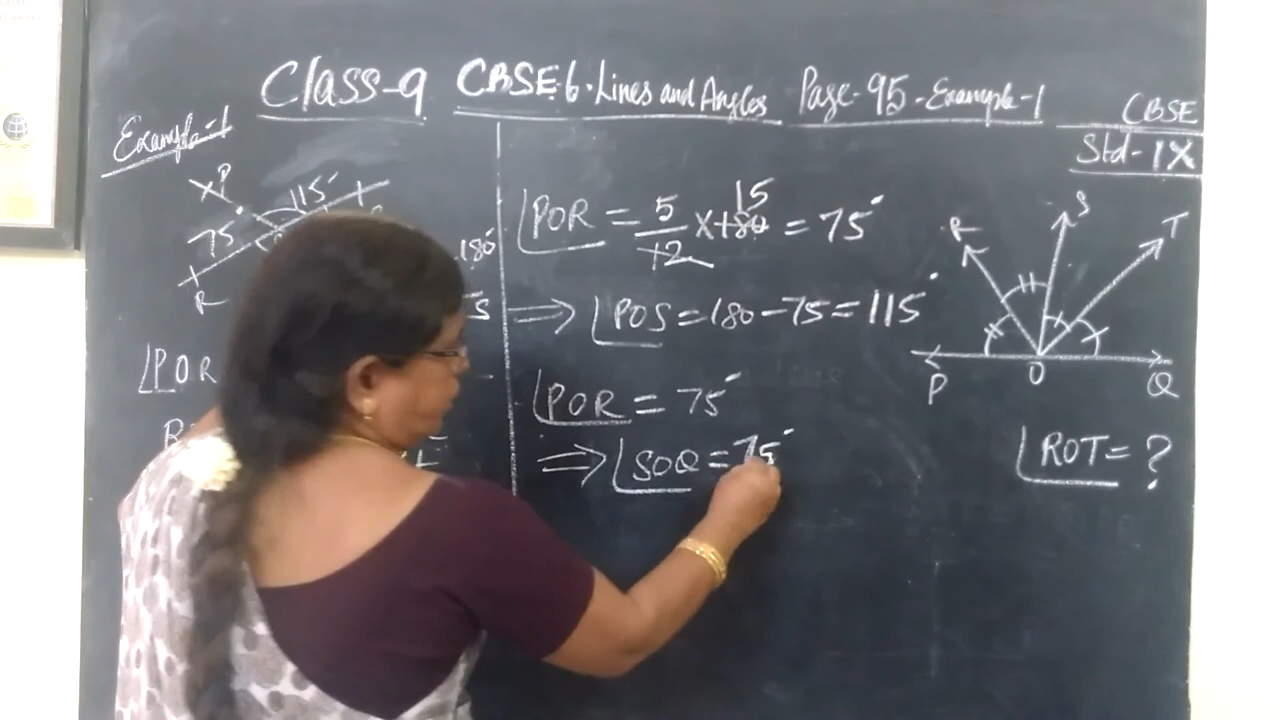 Class-9 CBSE-6. Lines and Angles Page-95-Example-1
CBSE
Std-IX
Example-1
P
115°
75
R
180°
∠POR
∠POR = 5/12 × 180 15 = 75°
⇒ ∠POS = 180 - 75 = 115°
∠POR = 75°
⇒ ∠SOQ = 75°
R S T
P O Q
∠ROT = ?